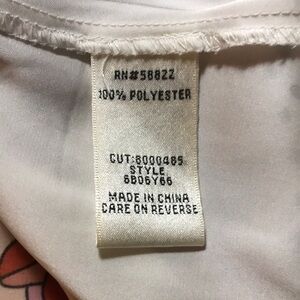 RN#58822
100% POLYESTER
CUT:8000485
STYLE
6B06Y66
MADE IN CHINA
CARE ON REVERSE